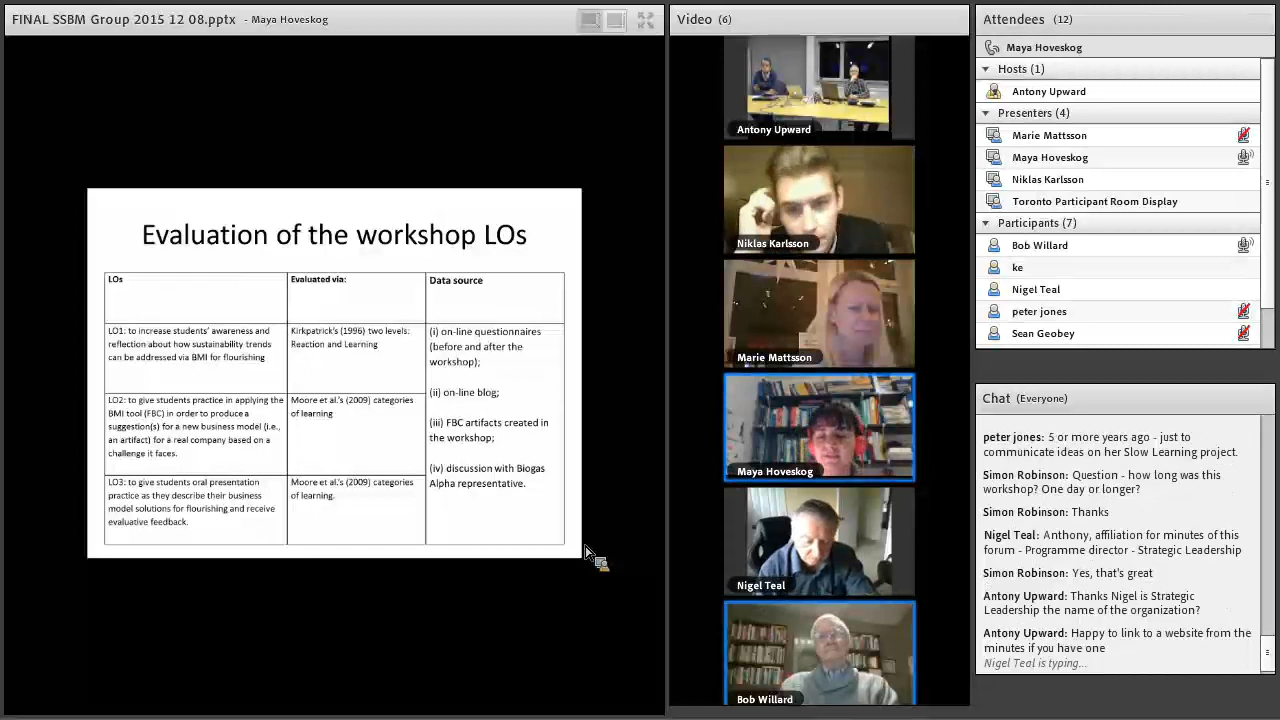 FINAL SSBM Group 2015 12 08.pptx - Maya Hoveskog
Evaluation of the workshop LOs
LOs
Evaluated via:
Data source
LO1: to increase students' awareness and
reflection about how sustainability trends
can be addressed via BMI for flourishing
Kirkpatrick's (1996) two levels:
Reaction and Learning
(i) on-line questionnaires
(before and after the
workshop);
(ii) on-line blog;
(iii) FBC artifacts created in
the workshop;
(iv) discussion with Biogas
Alpha representative.
LO2: to give students practice in applying the
BMI tool (FBC) in order to produce a
suggestion(s) for a new business model (i.e.,
an artifact) for a real company based on a
challenge it faces.
Moore et al.'s (2009) categories
of learning
LO3: to give students oral presentation
practice as they describe their business
model solutions for flourishing and receive
evaluative feedback.
Moore et al.'s (2009) categories
of learning.
Video (6)
Antony Upward
Niklas Karlsson
Marie Mattsson
Maya Hoveskog
Nigel Teal
Bob Willard
Attendees (12)
Maya Hoveskog
Hosts (1)
Antony Upward
Presenters (4)
Marie Mattsson
Maya Hoveskog
Niklas Karlsson
Toronto Participant Room Display
Participants (7)
Bob Willard
ke
Nigel Teal
peter jones
Sean Geobey
Chat (Everyone)
peter jones: 5 or more years ago - just to
communicate ideas on her Slow Learning project.
Simon Robinson: Question - how long was this
workshop? One day or longer?
Simon Robinson: Thanks
Nigel Teal: Anthony, affiliation for minutes of this
forum - Programme director - Strategic Leadership
Simon Robinson: Yes, that's great
Antony Upward: Thanks Nigel is Strategic
Leadership the name of the organization?
Antony Upward: Happy to link to a website from the
minutes if you have one
Nigel Teal is typing...